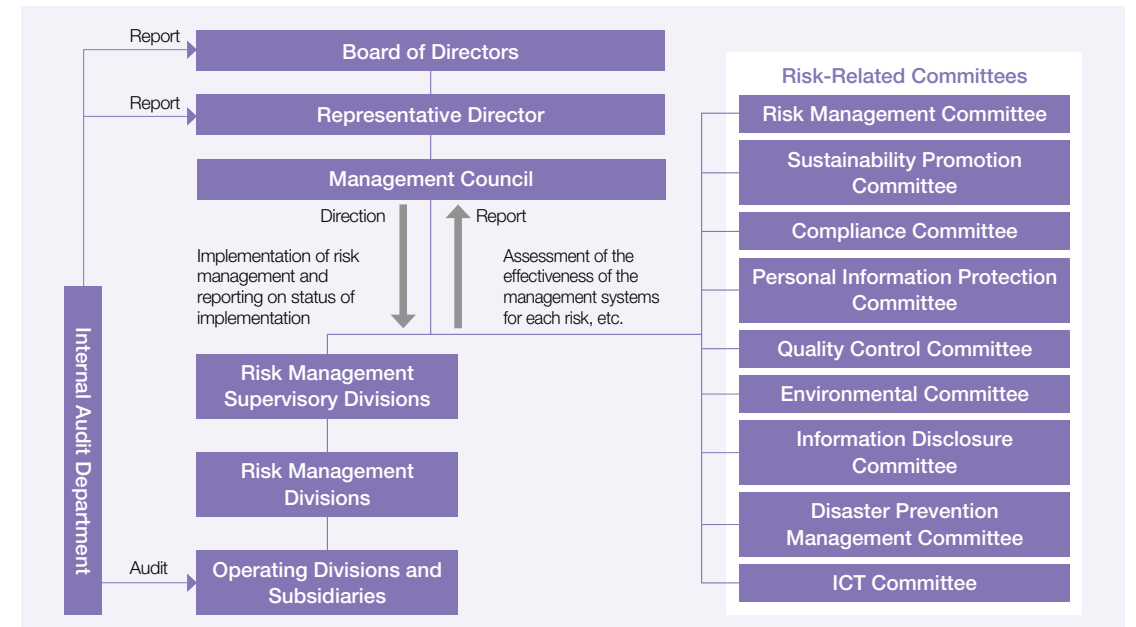 Report
Board of Directors
Report
Representative Director
Management Council
Direction
Report
Implementation of risk
management and
reporting on status of
implementation
Assessment of the
effectiveness of the
management systems
for each risk, etc.
Internal Audit Department
Risk Management
Supervisory Divisions
Risk Management
Divisions
Audit
Operating Divisions and
Subsidiaries
Risk-Related Committees
Risk Management Committee
Sustainability Promotion
Committee
Compliance Committee
Personal Information Protection
Committee
Quality Control Committee
Environmental Committee
Information Disclosure
Committee
Disaster Prevention
Management Committee
ICT Committee